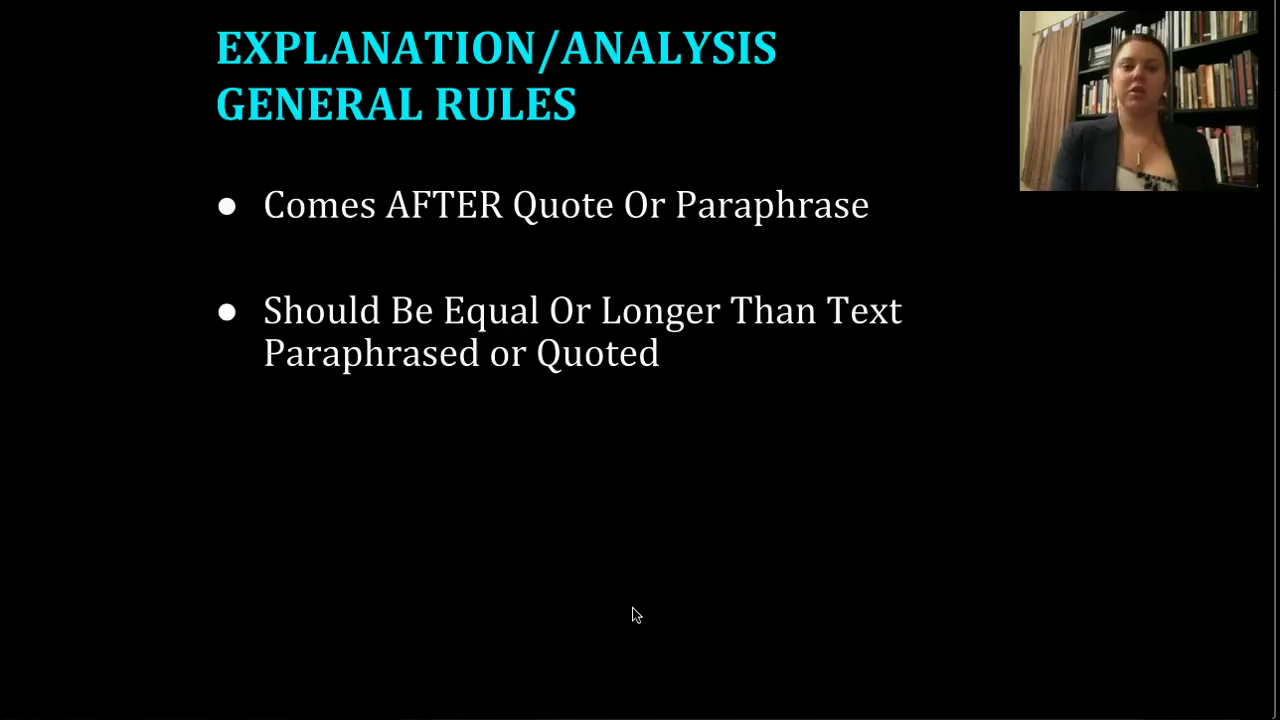 EXPLANATION/ANALYSIS
GENERAL RULES
● Comes AFTER Quote Or Paraphrase
● Should Be Equal Or Longer Than Text
Paraphrased or Quoted